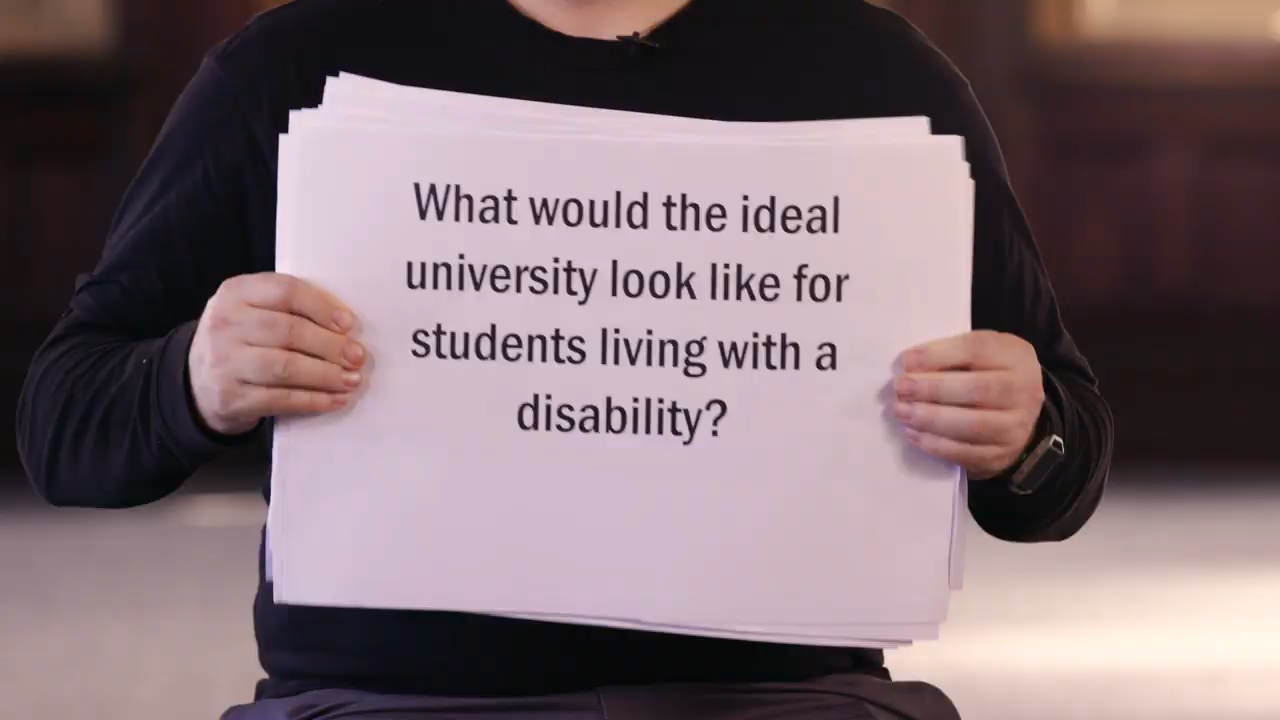 What would the ideal
university look like for
students living with a
disability?